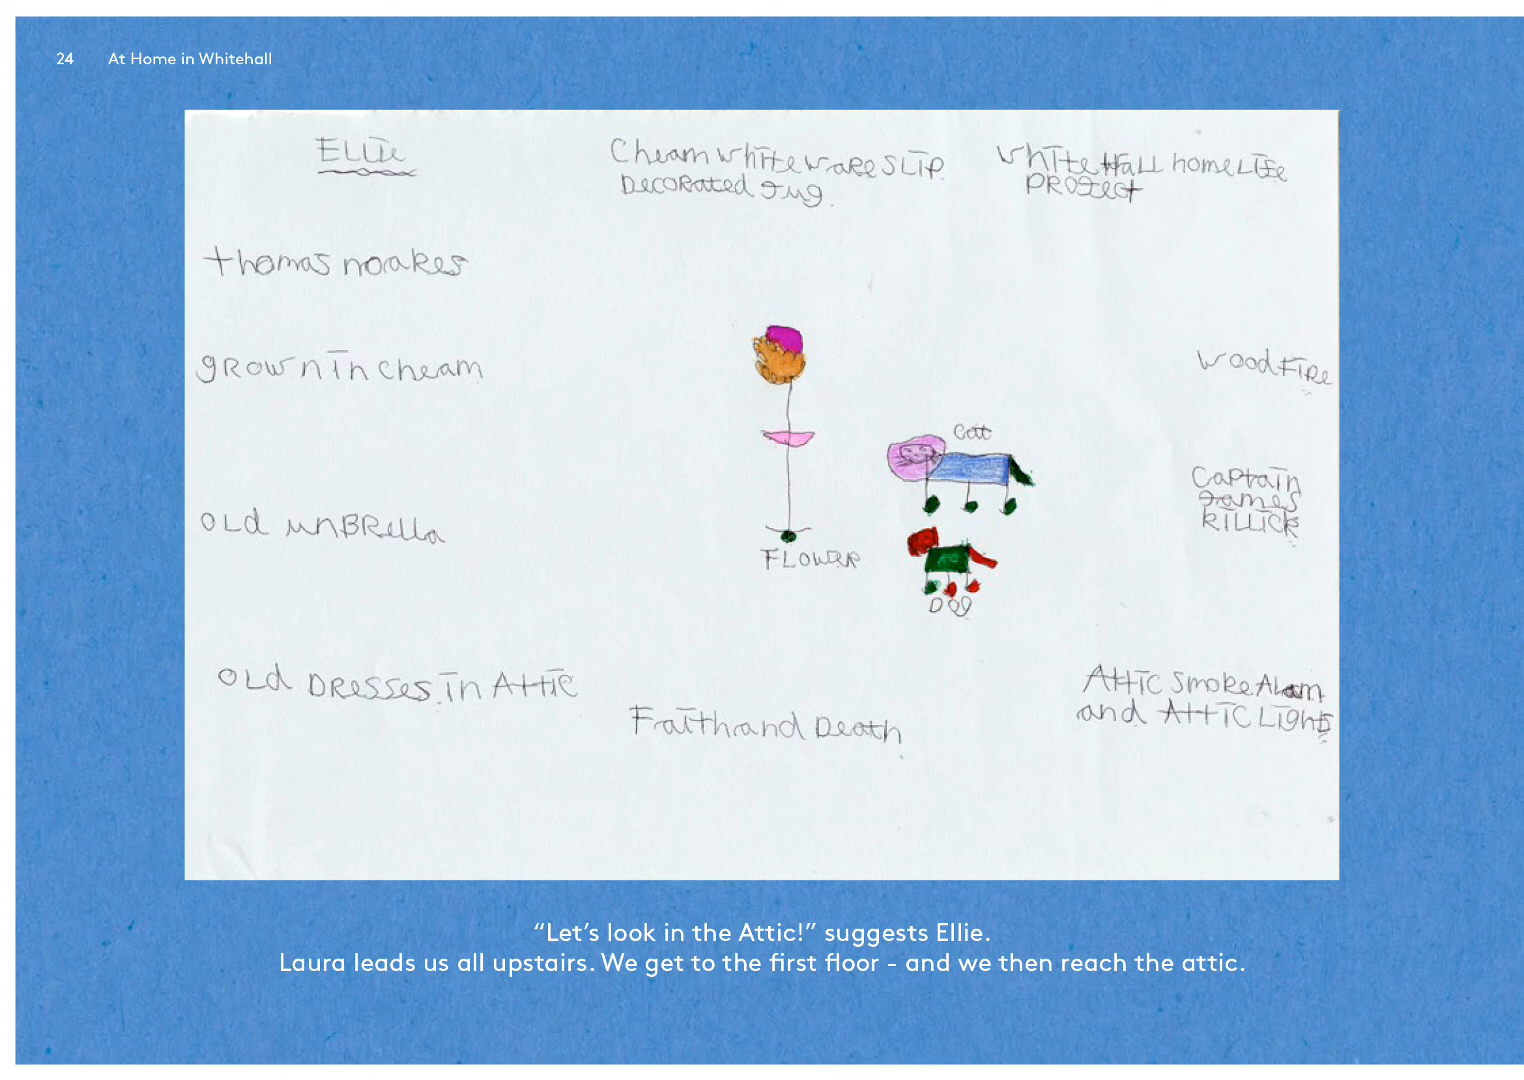 24 At Home in Whitehall
Ellie
Cheam whiteware slip
Decorated Jug.
Whitehall home Life
Project
thomas noakes
grown in cheam
wood Fire
cat
Captain
James
Killick
old unbrella
Flower
Dog
old Dresses in Attic
Faith and Death
Attic smoke Alam
and Attic Lights
“Let’s look in the Attic!” suggests Ellie.
Laura leads us all upstairs. We get to the first floor - and we then reach the attic.